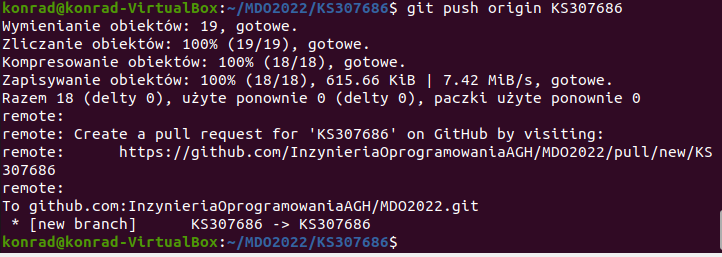 konrad@konrad-VirtualBox:~/MDO2022/KS307686$ git push origin KS307686
Wymienianie obiektów: 19, gotowe.
Zliczanie obiektów: 100% (19/19), gotowe.
Kompresowanie obiektów: 100% (18/18), gotowe.
Zapisywanie obiektów: 100% (18/18), 615.66 KiB | 7.42 MiB/s, gotowe.
Razem 18 (delty 0), użyte ponownie 0 (delty 0), paczki użyte ponownie 0
remote:
remote: Create a pull request for 'KS307686' on GitHub by visiting:
remote:      https://github.com/InzynieriaOprogramowaniaAGH/MDO2022/pull/new/KS
307686
remote:
To github.com:InzynieriaOprogramowaniaAGH/MDO2022.git
 * [new branch]      KS307686 -> KS307686
konrad@konrad-VirtualBox:~/MDO2022/KS307686$